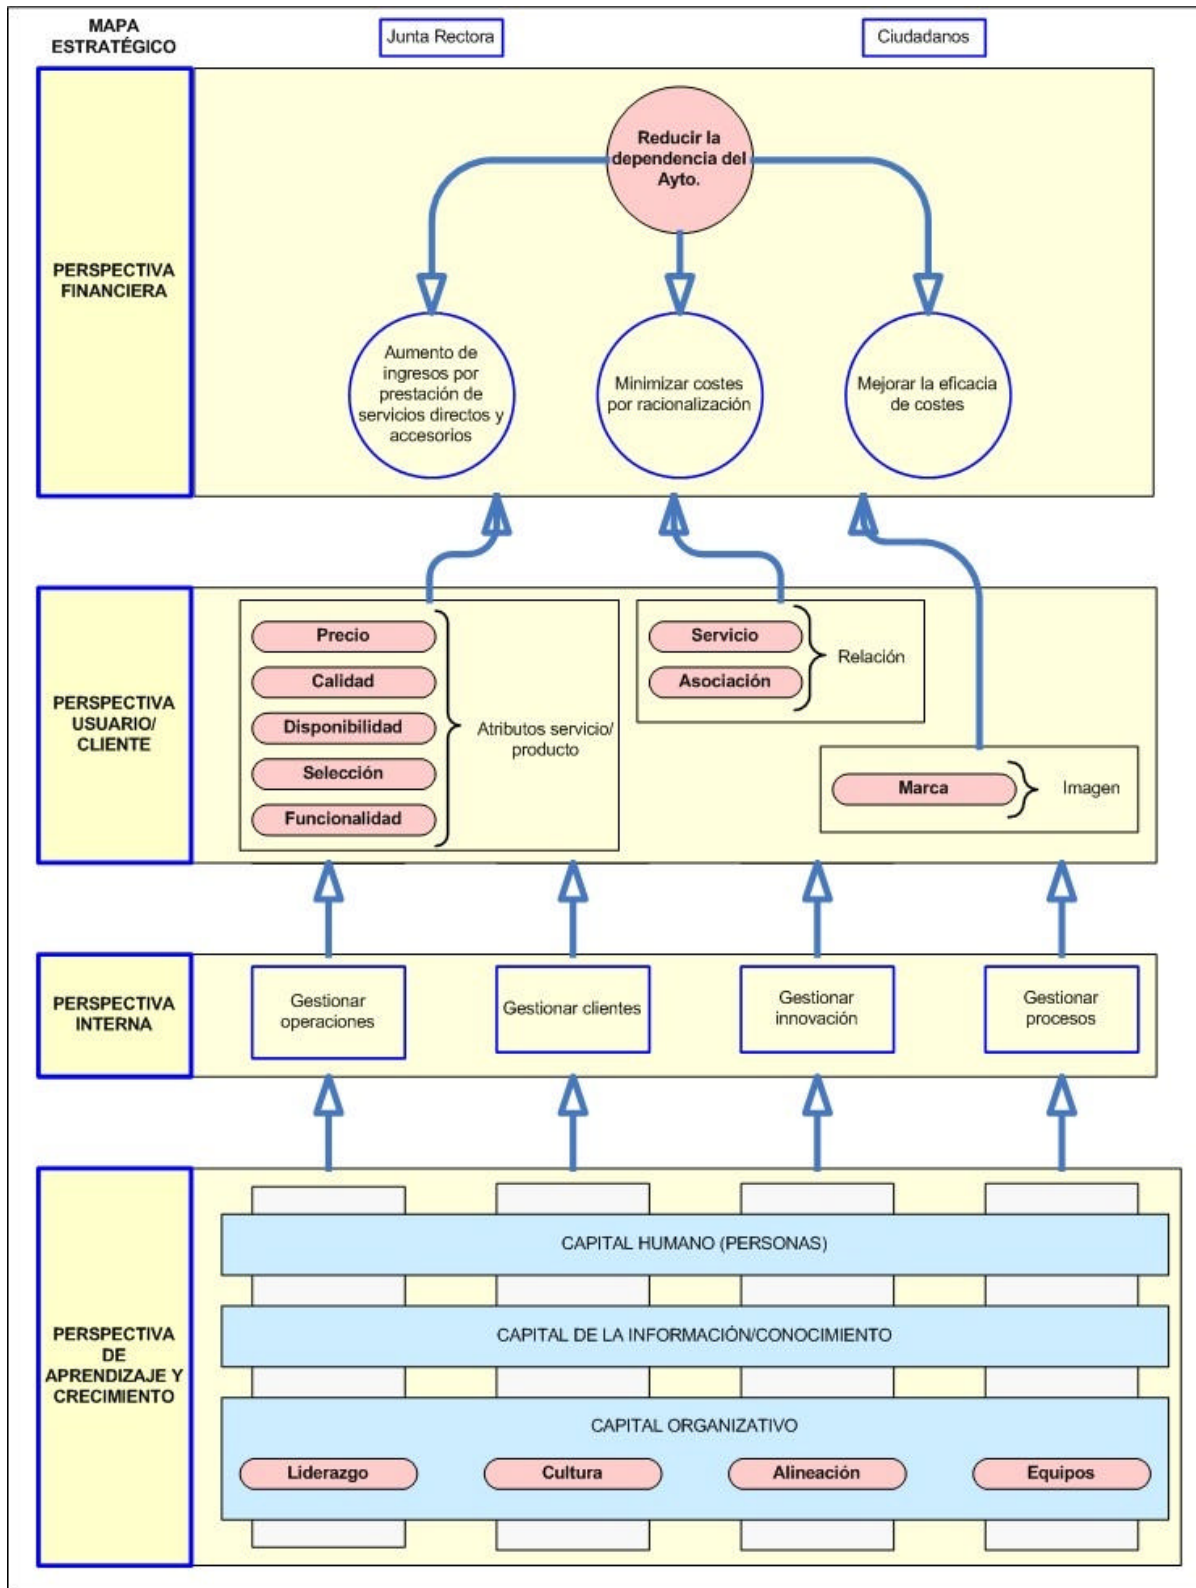 MAPA
ESTRATÉGICO
Junta Rectora
Ciudadanos
PERSPECTIVA
FINANCIERA
Reducir la
dependencia del
Ayto.
Aumento de
ingresos por
prestación de
servicios directos y
accesorios
Minimizar costes
por racionalización
Mejorar la eficacia
de costes
PERSPECTIVA
USUARIO/
CLIENTE
Precio
Calidad
Disponibilidad
Selección
Funcionalidad
Atributos servicio/
producto
Servicio
Asociación
Relación
Marca
Imagen
PERSPECTIVA
INTERNA
Gestionar
operaciones
Gestionar clientes
Gestionar
innovación
Gestionar
procesos
PERSPECTIVA
DE
APRENDIZAJE Y
CRECIMIENTO
CAPITAL HUMANO (PERSONAS)
CAPITAL DE LA INFORMACIÓN/CONOCIMIENTO
CAPITAL ORGANIZATIVO
Liderazgo
Cultura
Alineación
Equipos